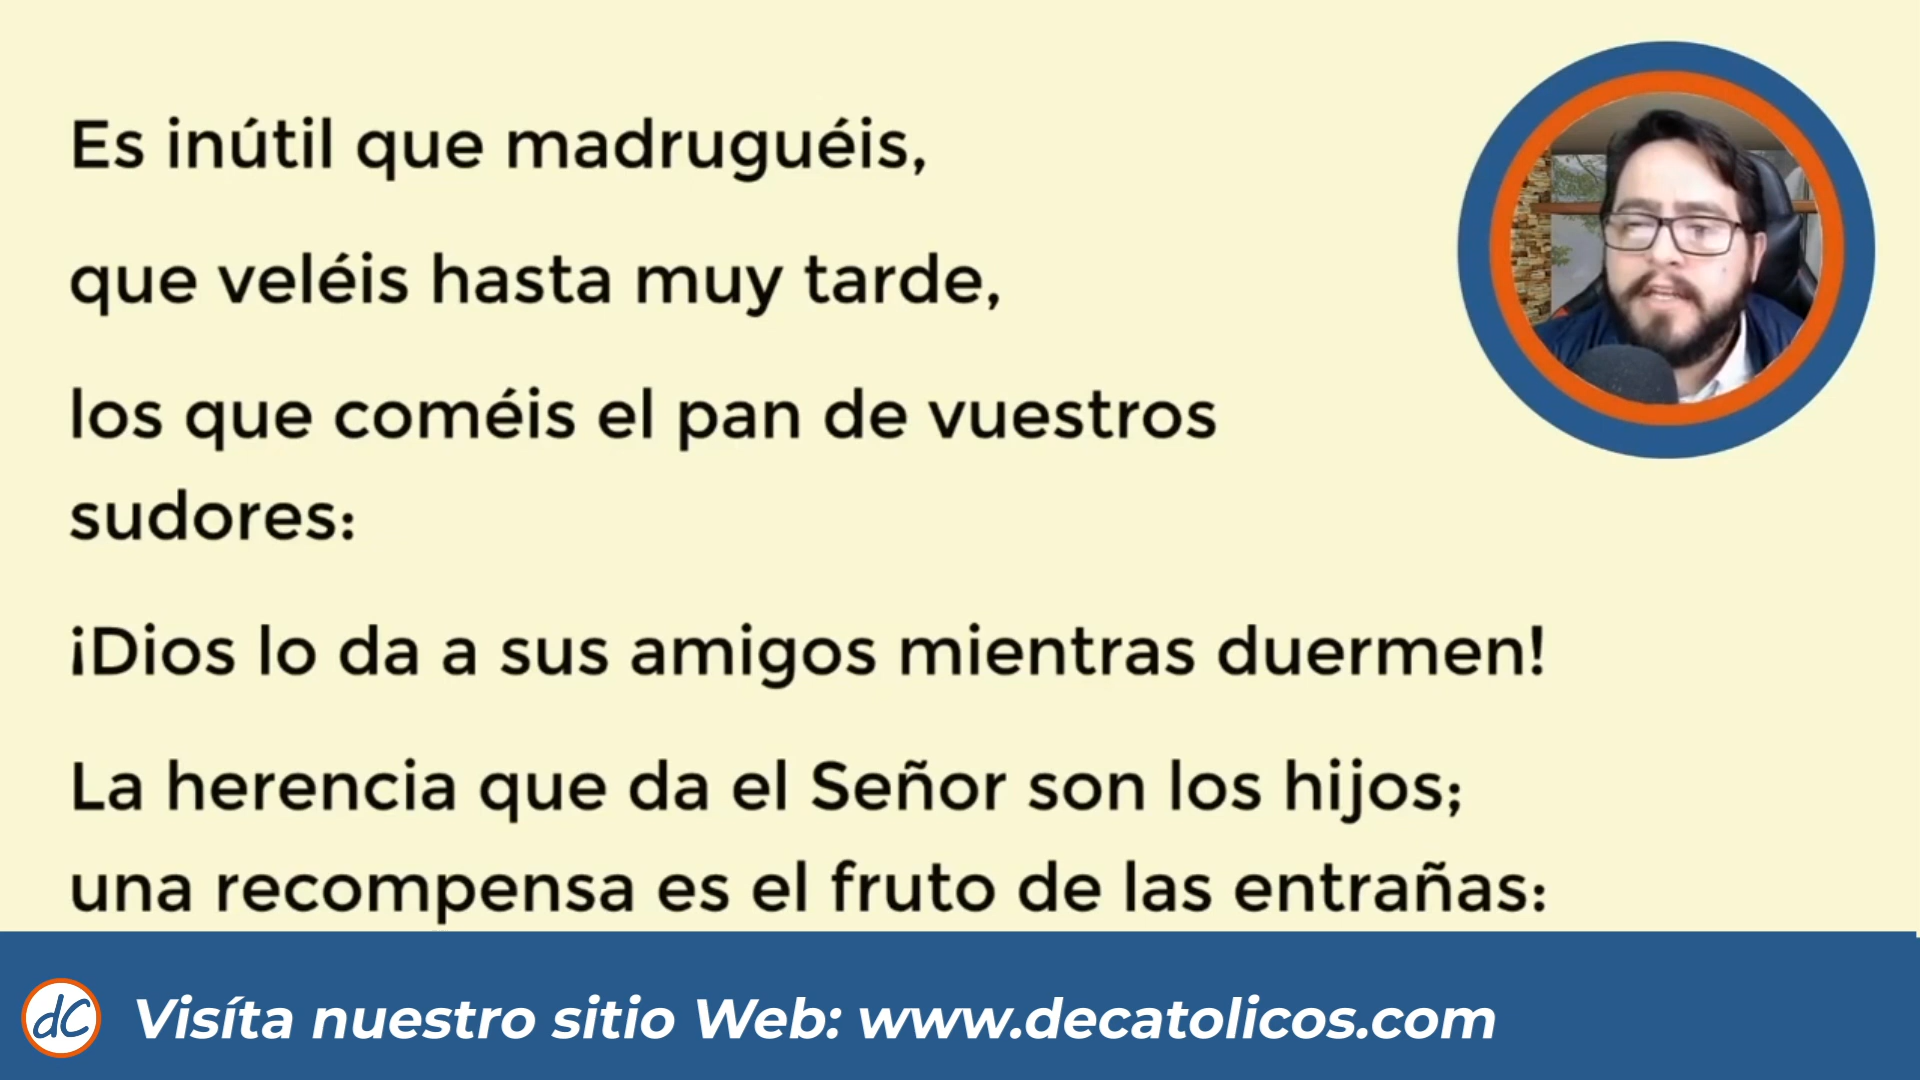 Es inútil que madruguéis,
que veléis hasta muy tarde,
los que coméis el pan de vuestros
sudores:
¡Dios lo da a sus amigos mientras duermen!
La herencia que da el Señor son los hijos;
una recompensa es el fruto de las entrañas:
dC Visíta nuestro sitio Web: www.decatolicos.com